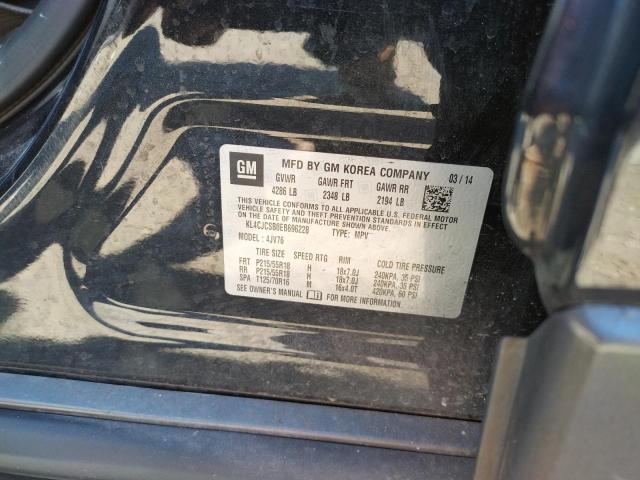 GM
MFD BY GM KOREA COMPANY 03/14
GVWR GAWR FRT GAWR RR
4286 LB 2348 LB 2194 LB
THIS VEHICLE CONFORMS TO ALL APPLICABLE U.S. FEDERAL MOTOR
VEHICLE SAFETY, BUMPER, AND THEFT PREVENTION STANDARDS IN
EFFECT ON THE DATE OF MANUFACTURE SHOWN ABOVE.
KL4CJCSB0EB696228 TYPE: MPV
MODEL: 4JV76
TIRE SIZE SPEED RTG RIM COLD TIRE PRESSURE
FRT P215/55R18 H 18x7.0J 240KPA, 35 PSI
RR P215/55R18 H 18x7.0J 240KPA, 35 PSI
SPA T125/70R16 M 16x4.0T 420KPA, 60 PSI
SEE OWNER'S MANUAL FOR MORE INFORMATION.